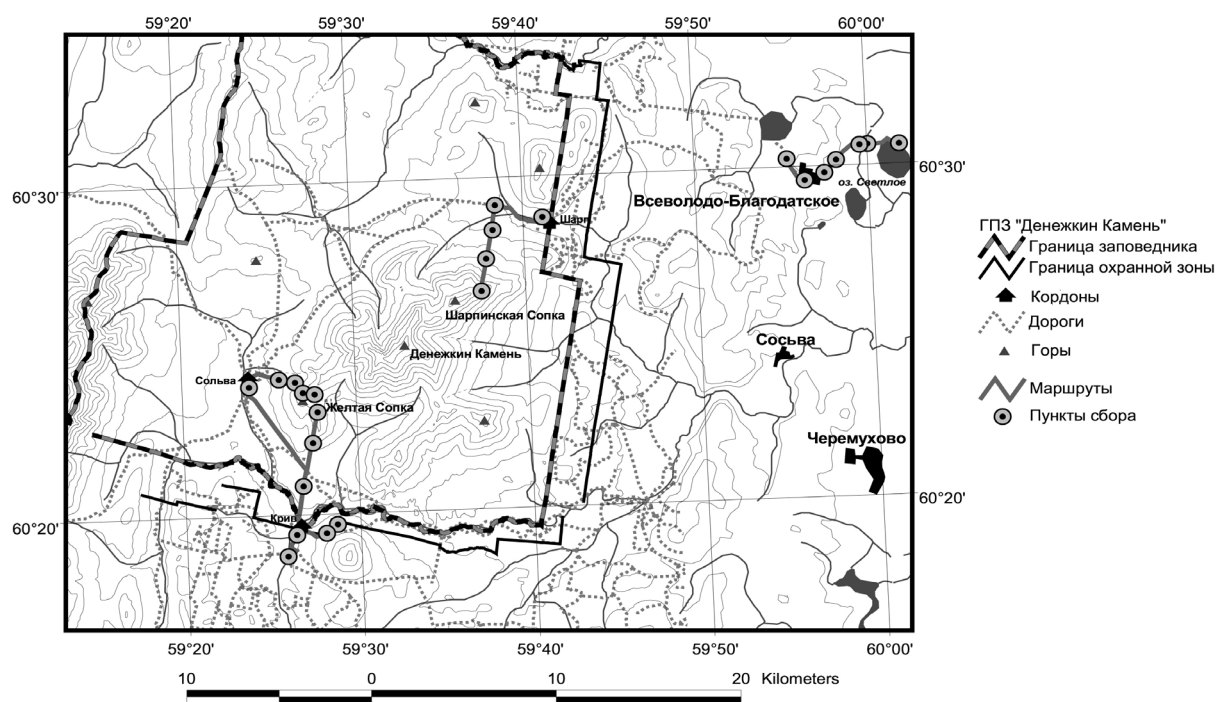 59°20' 59°30' 59°40' 59°50' 60°00'
60°30'
60°30'
оз. Светлое
Всеволодо-Благодатское
Шарп
Шарпинская Сопка
Денежкин Камень
Сосьва
Сольва
Желтая Сопка
Черемухово
60°20'
Крив
60°20'
59°20' 59°30' 59°40' 59°50' 60°00'
10 0 10 20 Kilometers
ГПЗ "Денежкин Камень"
Граница заповедника
Граница охранной зоны
Кордоны
Дороги
Горы
Маршруты
Пункты сбора